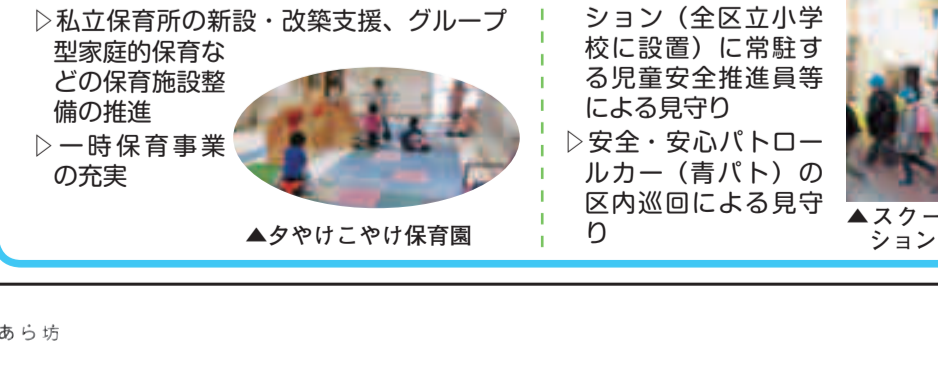 ▷私立保育所の新設・改築支援、グループ
型家庭的保育な
どの保育施設整
備の推進
▷一時保育事業
の充実
▲夕やけこやけ保育園
ション（全区立小学
校に設置）に常駐す
る児童安全推進員等
による見守り
▷安全・安心パトロー
ルカー（青パト）の
区内巡回による見守
り
▲スクー
ション
あら坊